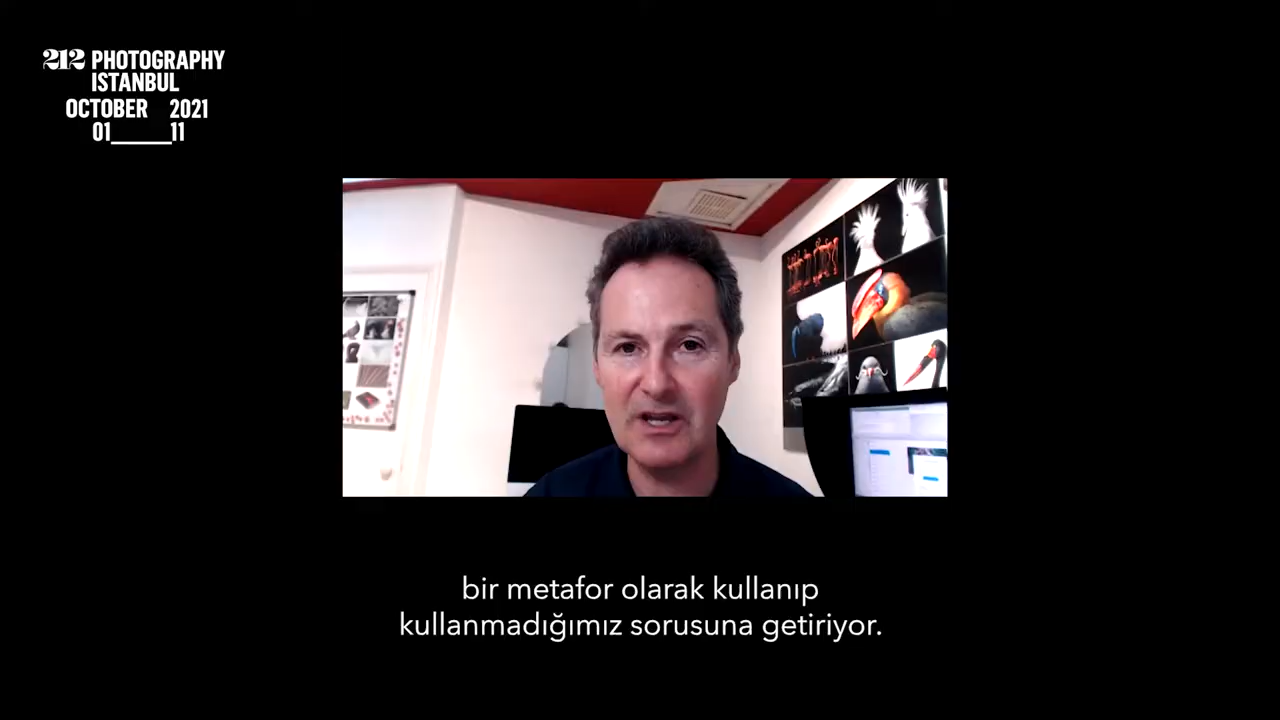 212 PHOTOGRAPHY
ISTANBUL
OCTOBER 2021
01 11
bir metafor olarak kullanıp
kullanmadığımız sorusuna getiriyor.